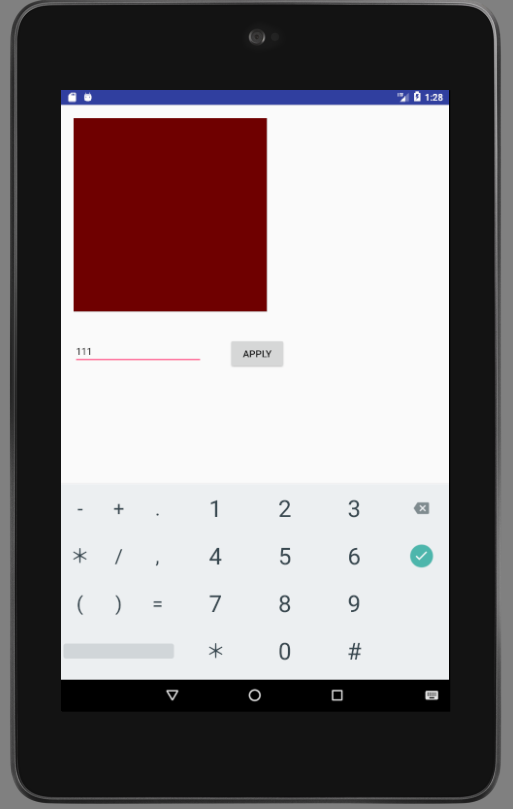 1:28
111
APPLY
- + . 1 2 3
* / , 4 5 6
( ) = 7 8 9
* 0 #